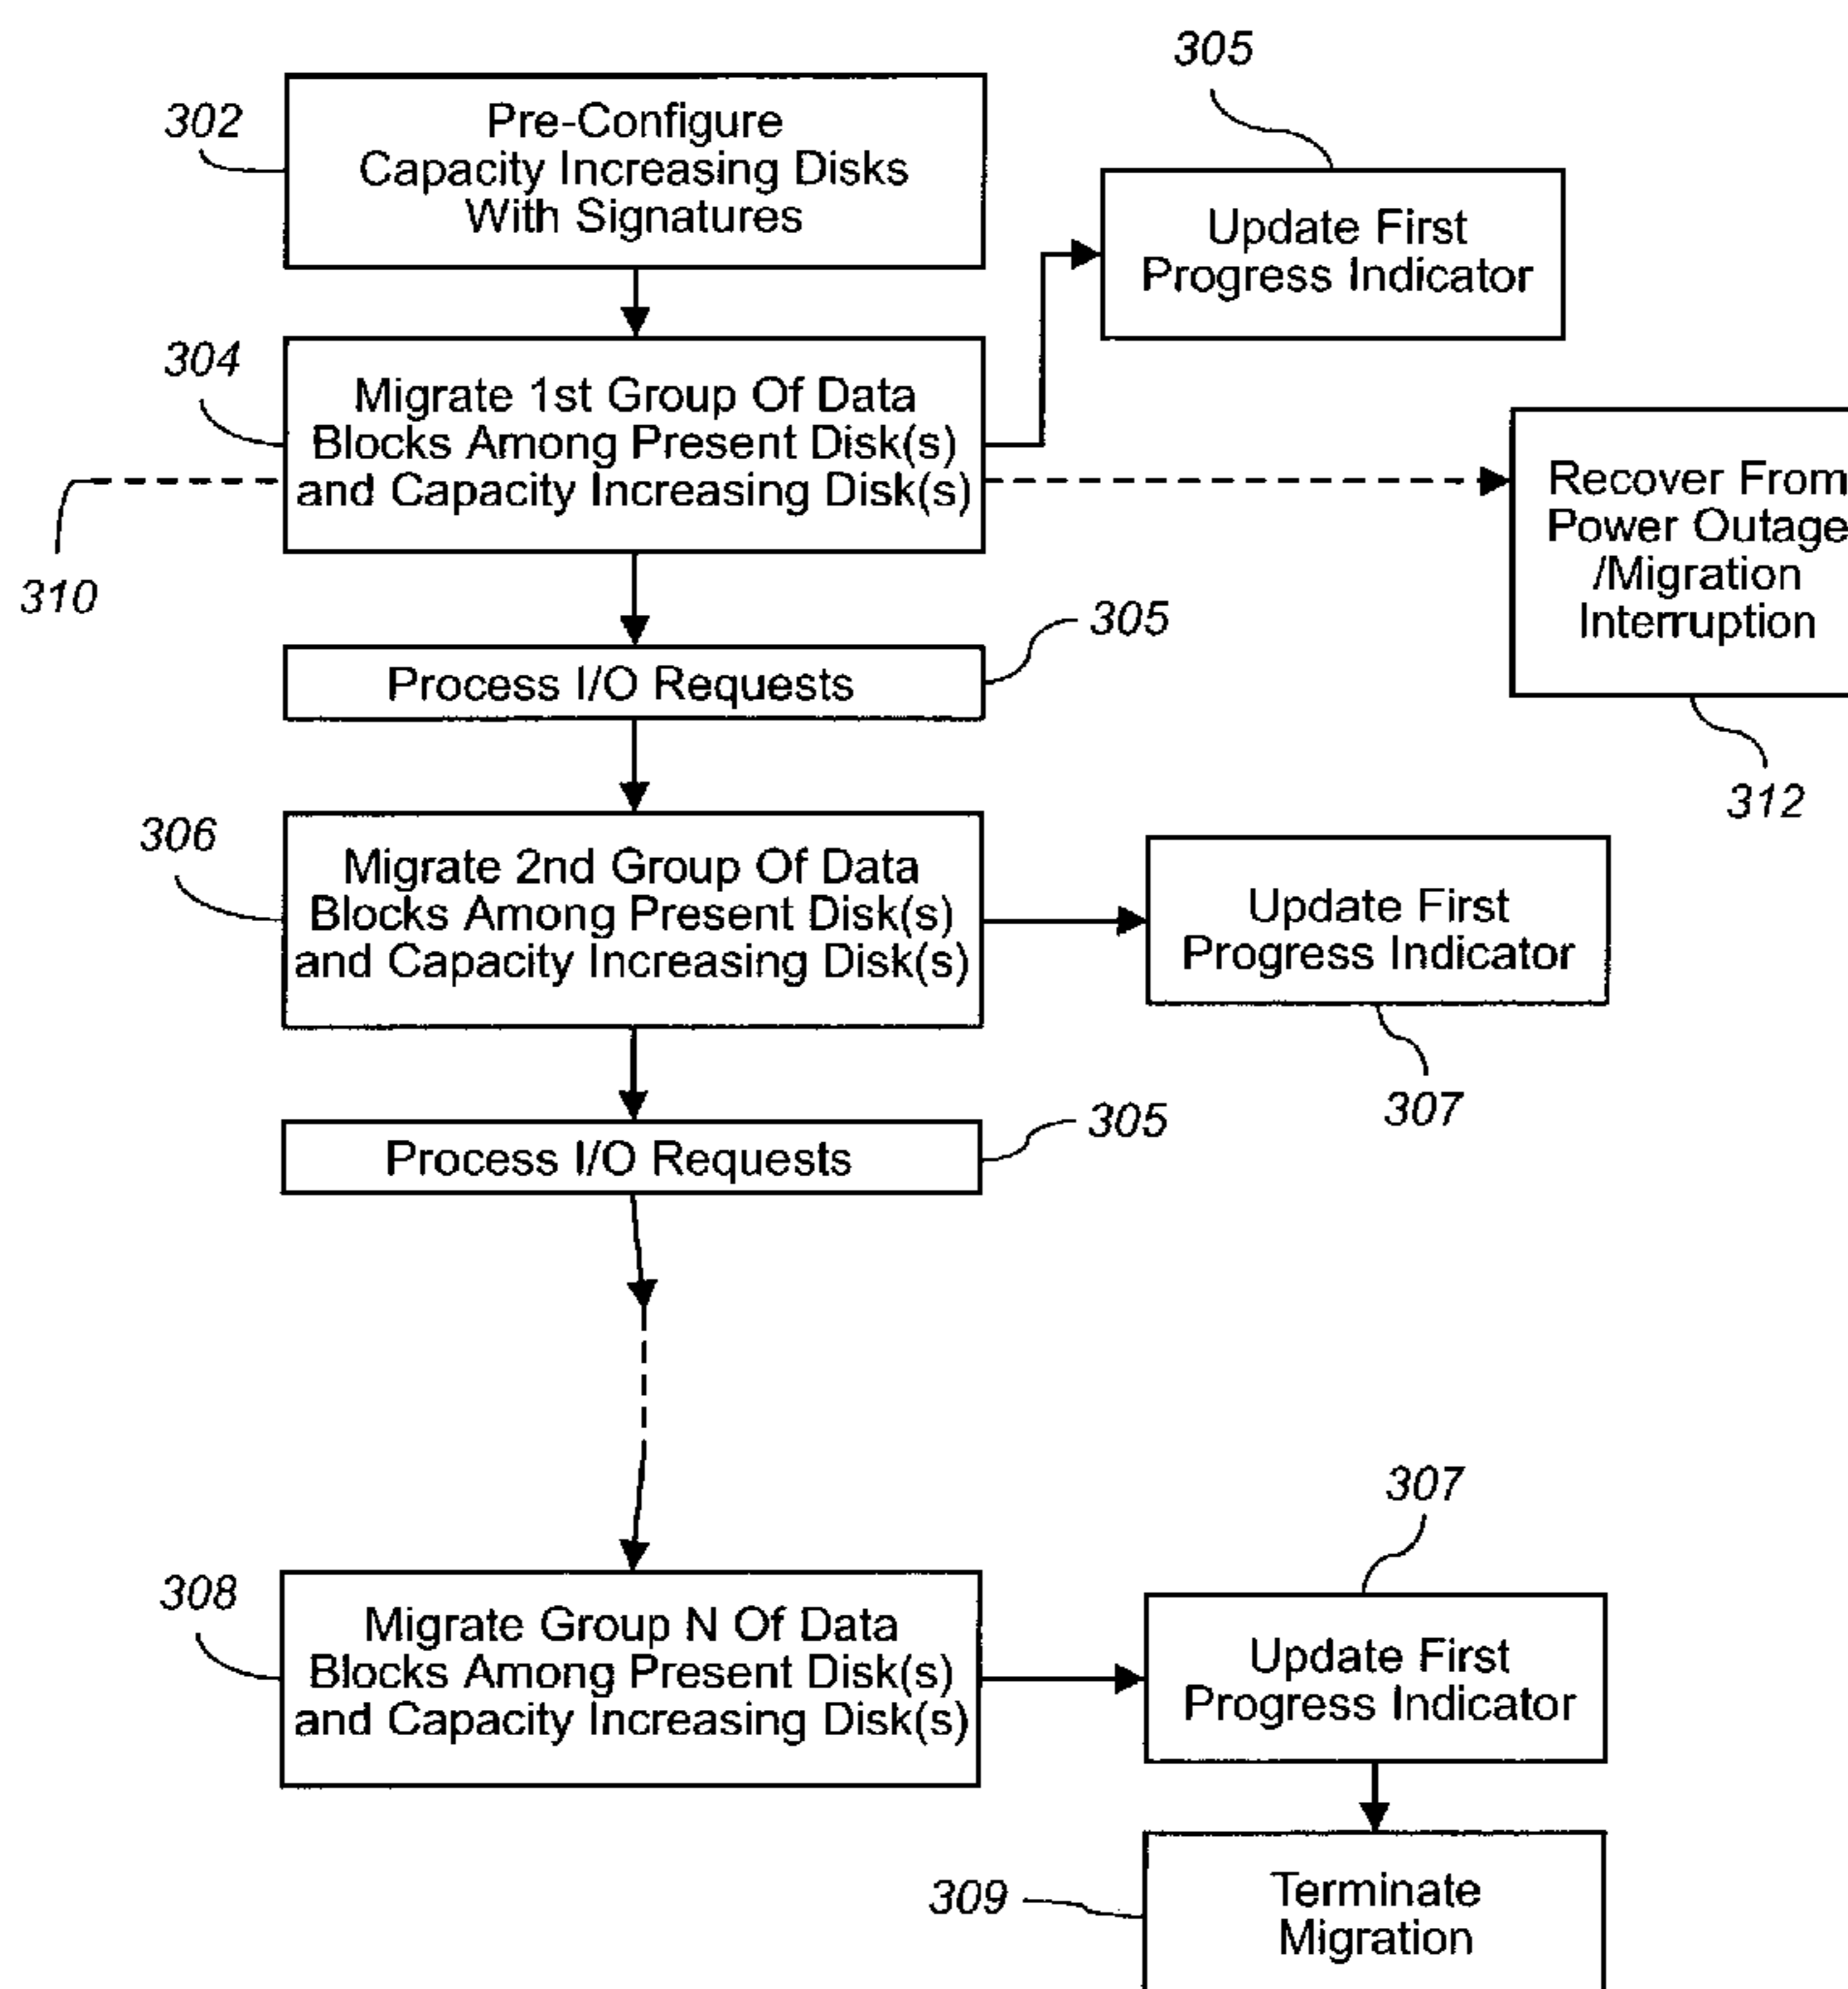 305
302
Pre-Configure
Capacity Increasing Disks
With Signatures
Update First
Progress Indicator
304
Migrate 1st Group Of Data
Blocks Among Present Disk(s)
and Capacity Increasing Disk(s)
310
Recover From
Power Outage
/Migration
Interruption
312
305
Process I/O Requests
306
Migrate 2nd Group Of Data
Blocks Among Present Disk(s)
and Capacity Increasing Disk(s)
Update First
Progress Indicator
307
305
Process I/O Requests
307
308
Migrate Group N Of Data
Blocks Among Present Disk(s)
and Capacity Increasing Disk(s)
Update First
Progress Indicator
309
Terminate
Migration